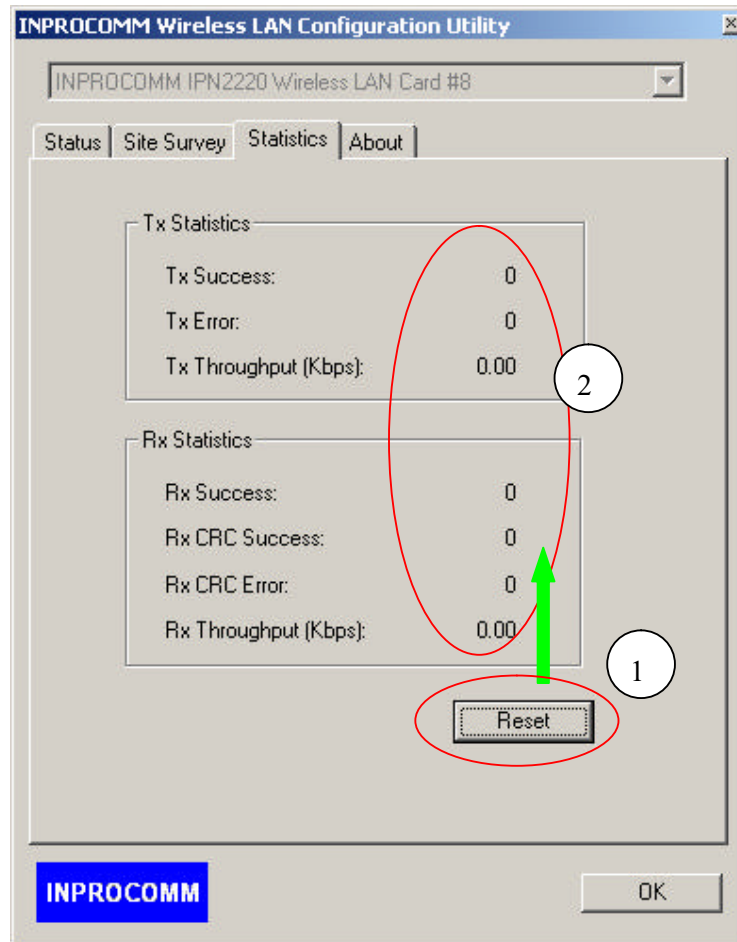 INPROCOMM Wireless LAN Configuration Utility
INPROCOMM IPN2220 Wireless LAN Card #8
Status Site Survey Statistics About
Tx Statistics
Tx Success: 0
Tx Error: 0
Tx Throughput (Kbps): 0.00
2
Rx Statistics
Rx Success: 0
Rx CRC Success: 0
Rx CRC Error: 0
Rx Throughput (Kbps): 0.00
1
Reset
INPROCOMM
OK